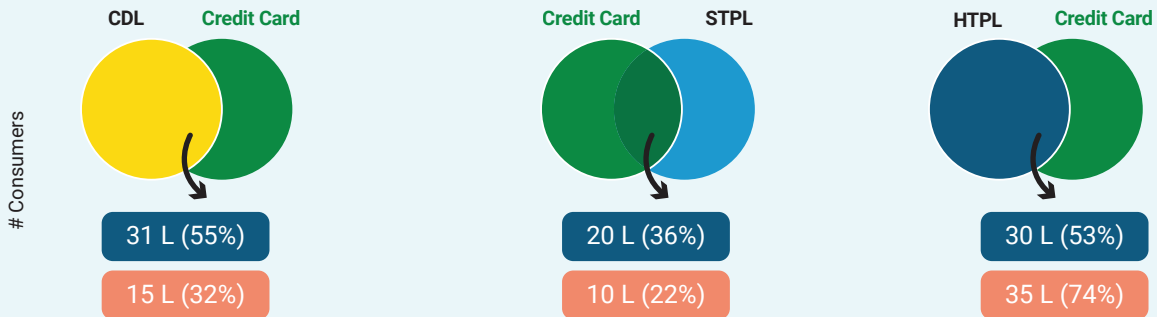 CDL Credit Card
Credit Card STPL
HTPL Credit Card
# Consumers
31 L (55%)
20 L (36%)
30 L (53%)
15 L (32%)
10 L (22%)
35 L (74%)